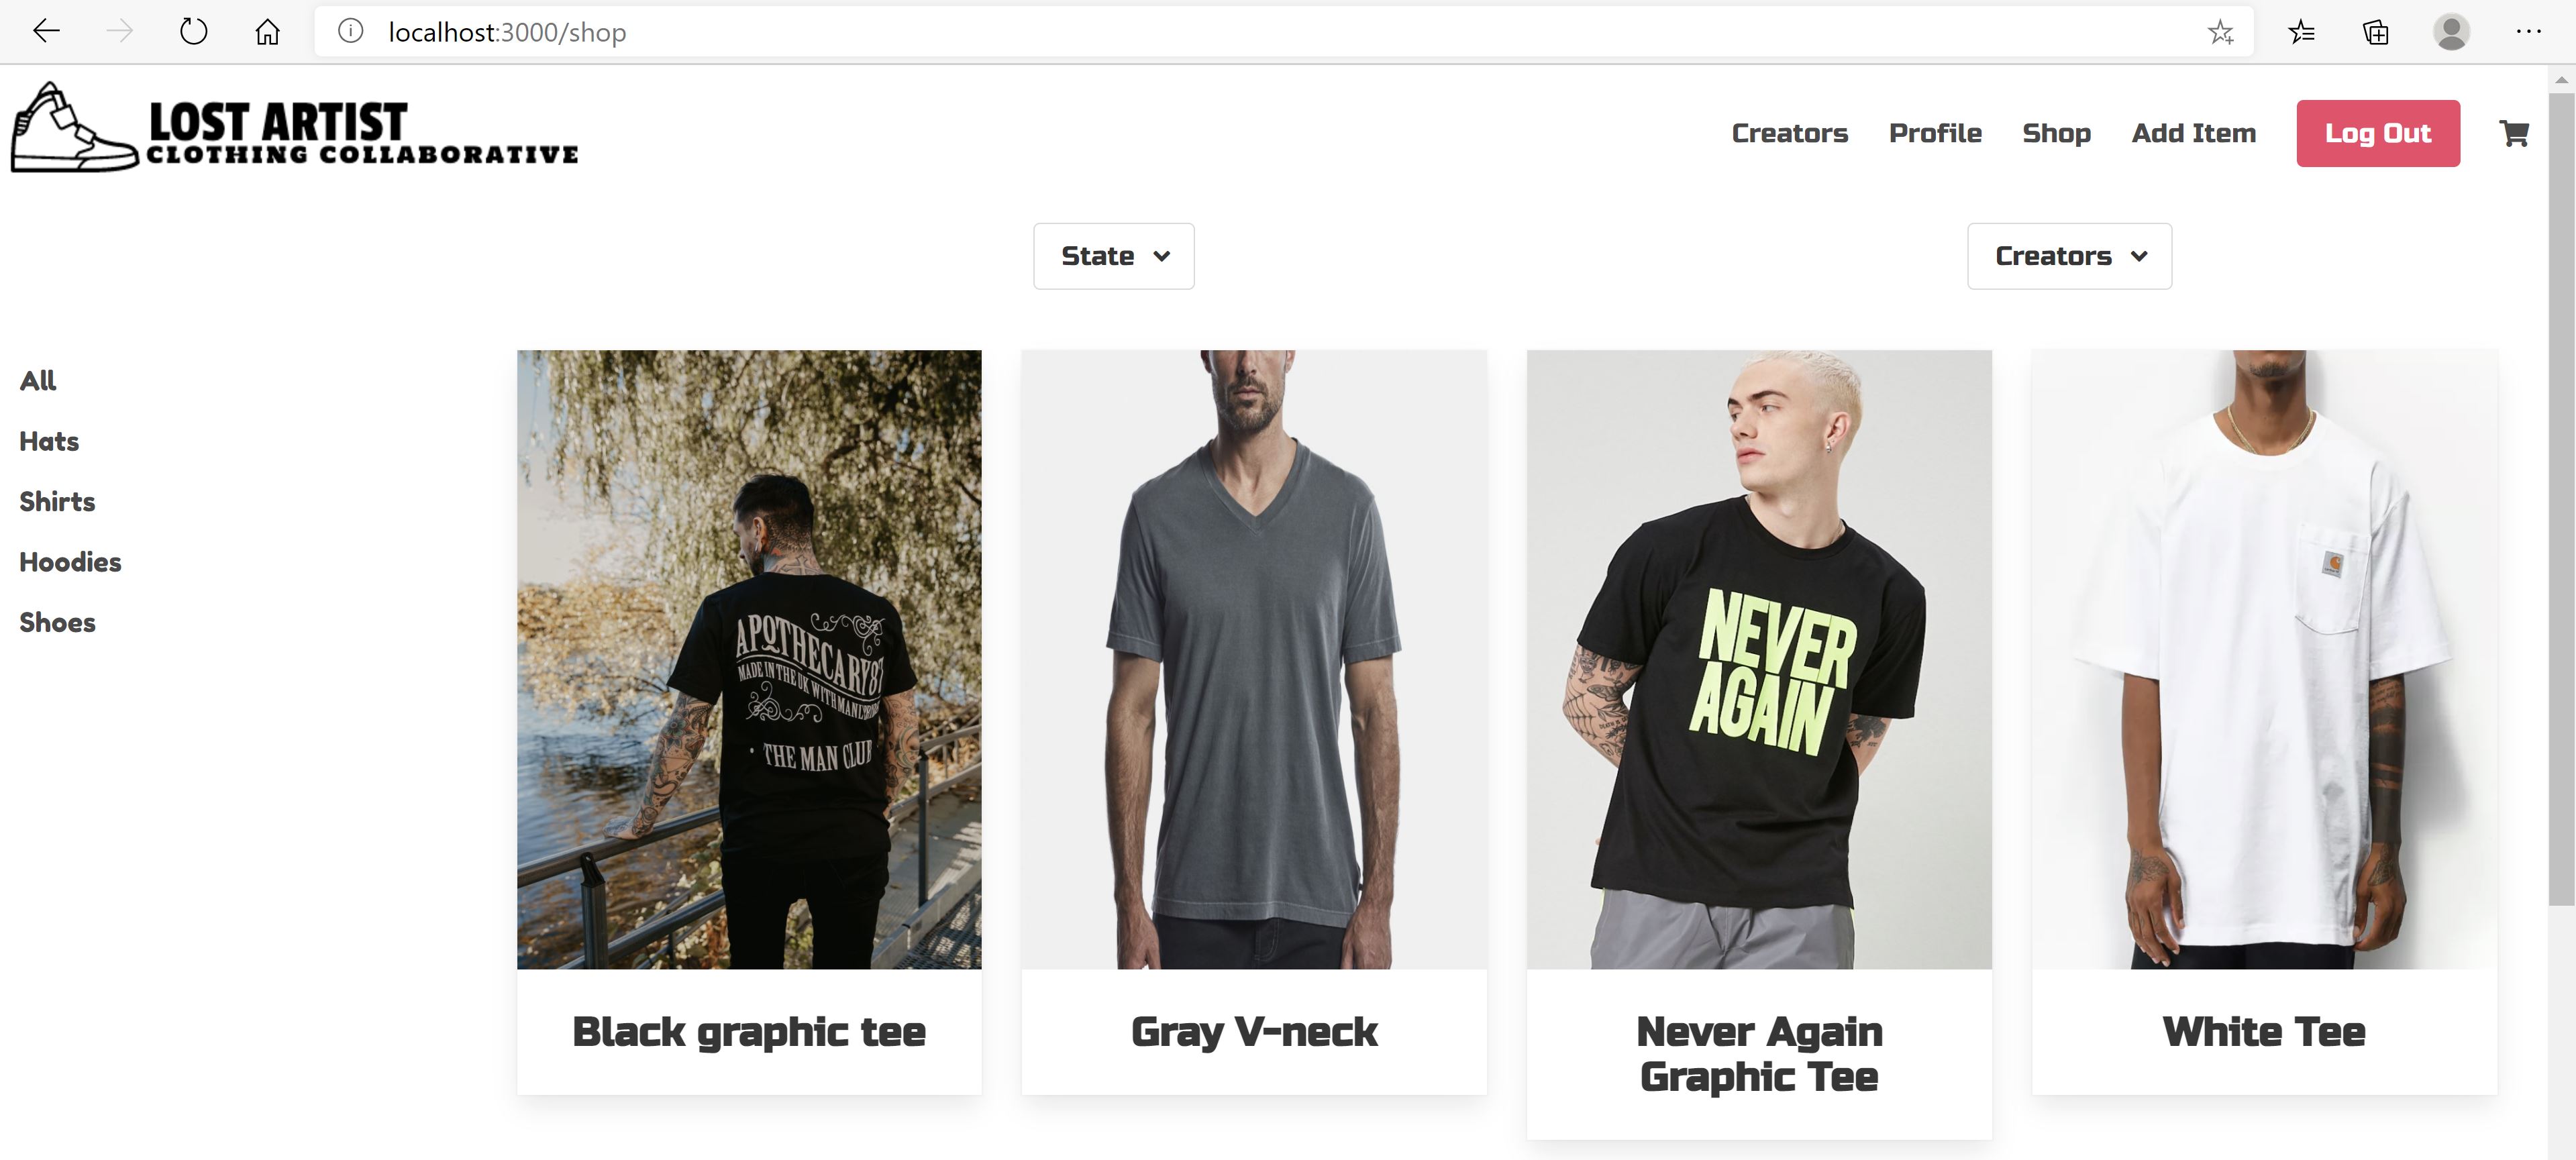 localhost:3000/shop
LOST ARTIST
CLOTHING COLLABORATIVE
Creators
Profile
Shop
Add Item
Log Out
State
Creators
All
Hats
Shirts
Hoodies
Shoes
APOTHECARY87
MADE IN THE UK WITH
THE MAN CLUB
NEVER
AGAIN
Black graphic tee
Gray V-neck
Never Again
Graphic Tee
White Tee